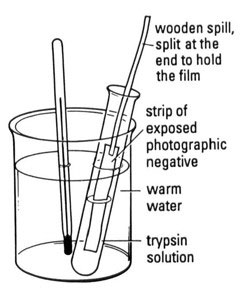 wooden spill,
split at the
end to hold
the film
strip of
exposed
photographic
negative
warm
water
trypsin
solution